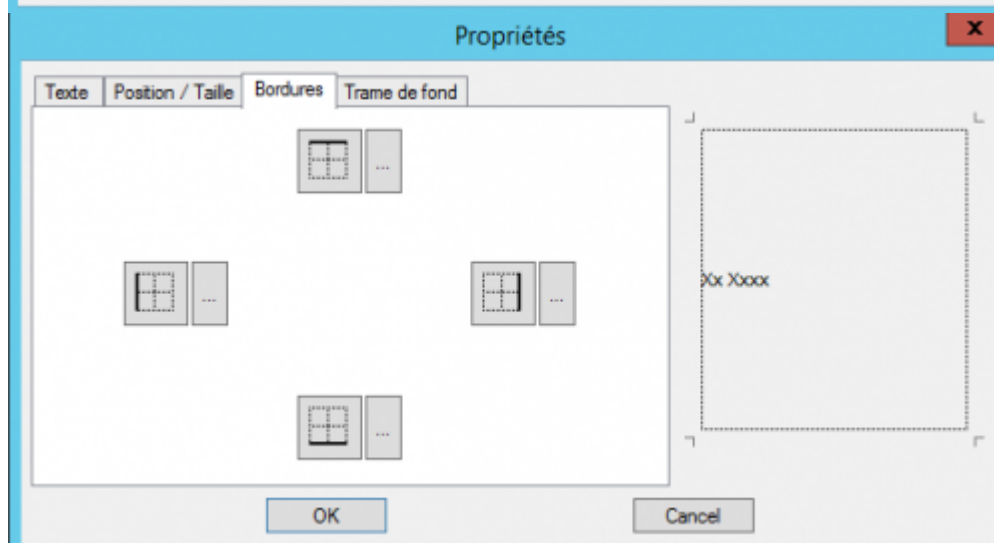 Propriétés
x
Texte Position / Taille Bordures Trame de fond
...
... ...
Xx Xxxx
...
OK Cancel